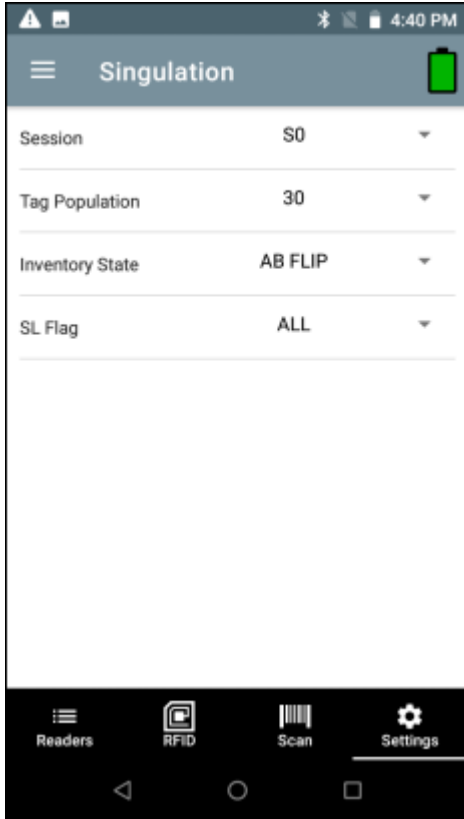 4:40 PM
Singulation
Session S0
Tag Population 30
Inventory State AB FLIP
SL Flag ALL
Readers RFID Scan Settings